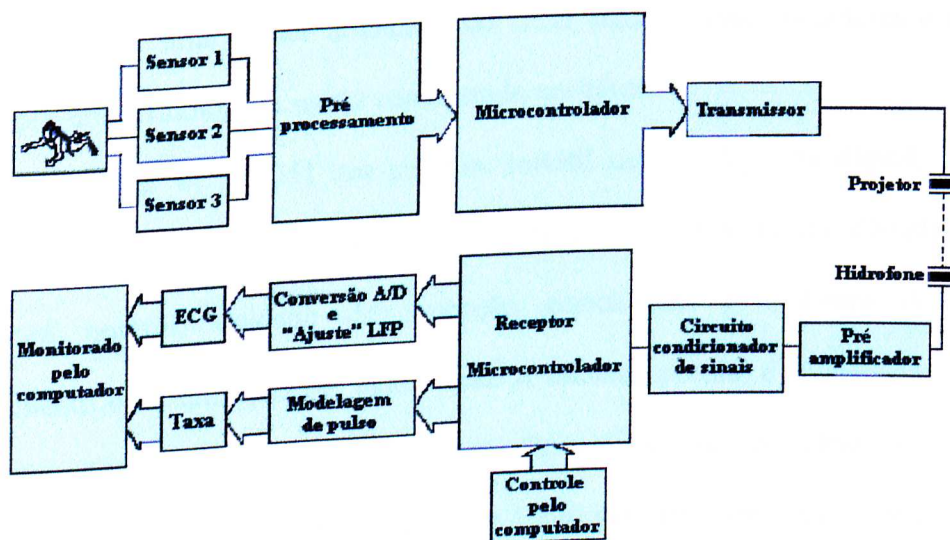 Sensor 1
Sensor 2
Sensor 3
Pré
processamento
Microcontrolador
Transmissor
Projetor
Hidrofone
Pré
amplificador
Circuito
condicionador
de sinais
Receptor
Microcontrolador
Controle
pelo
computador
Conversão A/D
e
"Ajuste" LFP
ECG
Modelagem
de pulso
Taxa
Monitorado
pelo
computador